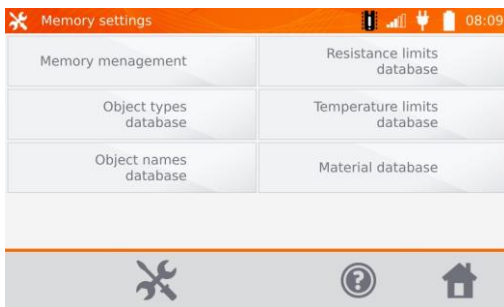 Memory settings
08:09
Memory menagement
Resistance limits
database
Object types
database
Temperature limits
database
Object names
database
Material database
?